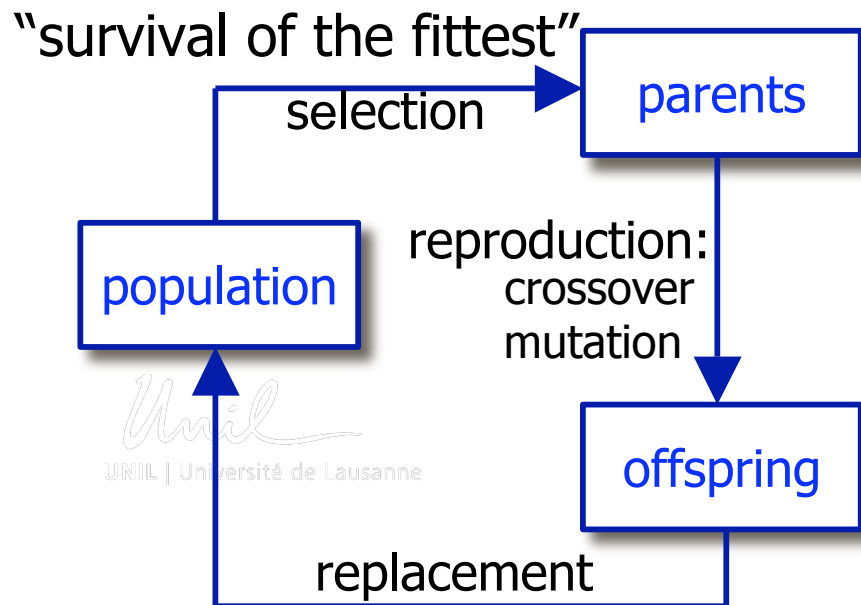 “survival of the fittest”
selection
parents
reproduction:
crossover
mutation
population
Unil
UNIL | Université de Lausanne
offspring
replacement